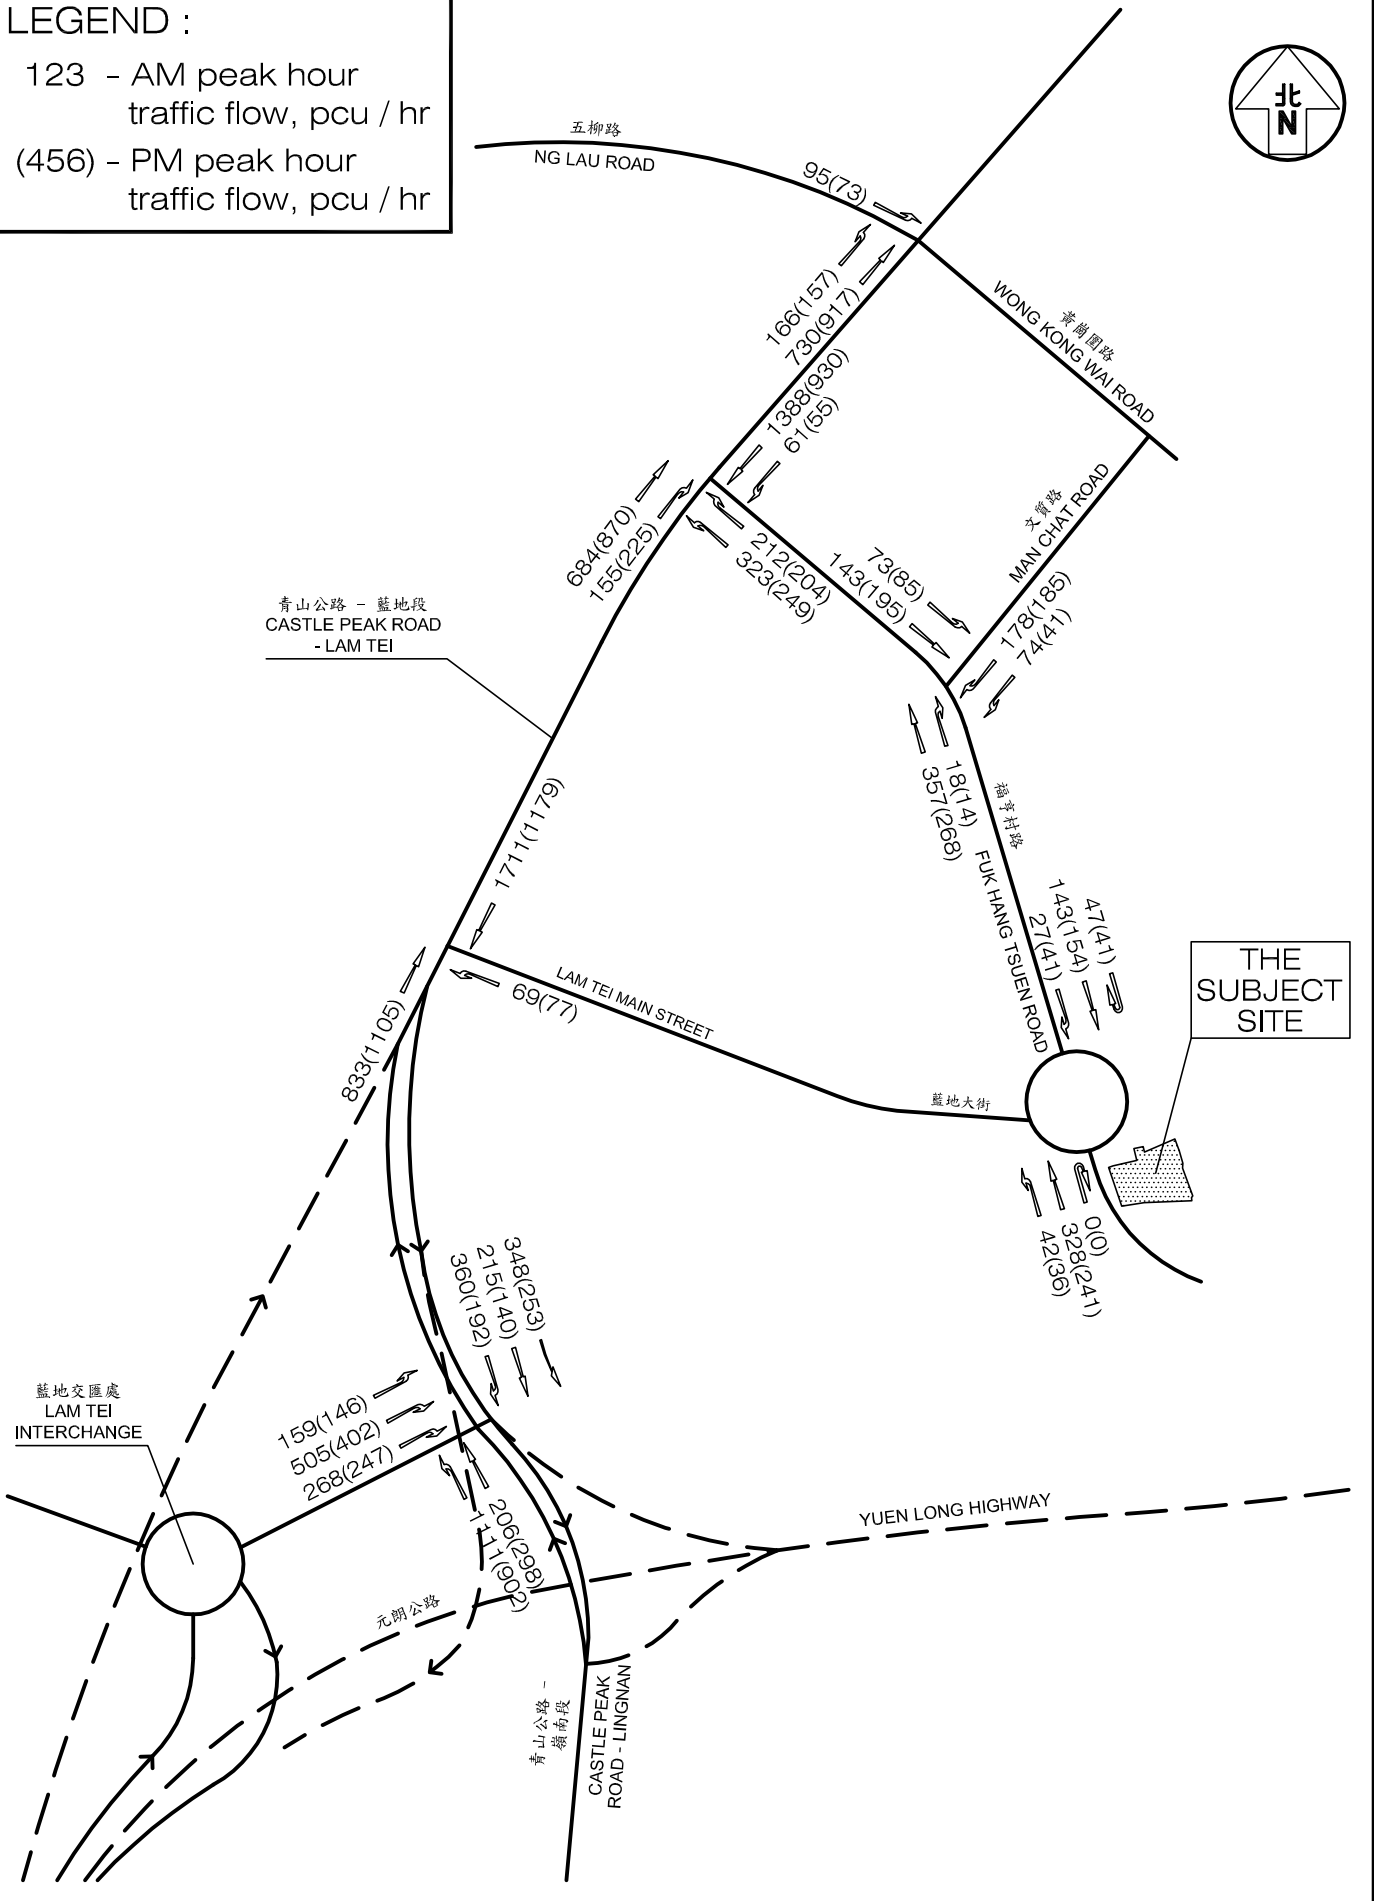 LEGEND :
123 - AM peak hour
traffic flow, pcu / hr
(456) - PM peak hour
traffic flow, pcu / hr
北
N
五柳路
NG LAU ROAD
95(73)
166(157)
730(917)
黃崗圍路
WONG KONG WAI ROAD
1388(930)
61(55)
684(870)
155(225)
212(204)
323(249)
73(85)
143(195)
文質路
MAN CHAT ROAD
178(185)
74(41)
青山公路 - 藍地段
CASTLE PEAK ROAD
- LAM TEI
18(14)
357(268)
福亨村路
FUK HANG TSUEN ROAD
1711(1179)
47(41)
143(154)
27(41)
THE
SUBJECT
SITE
69(77)
LAM TEI MAIN STREET
藍地大街
833(1105)
0(0)
328(241)
42(36)
348(253)
215(140)
360(192)
藍地交匯處
LAM TEI
INTERCHANGE
159(146)
505(402)
268(247)
206(298)
1111(902)
YUEN LONG HIGHWAY
元朗公路
青山公路 -
嶺南段
CASTLE PEAK
ROAD - LINGNAN